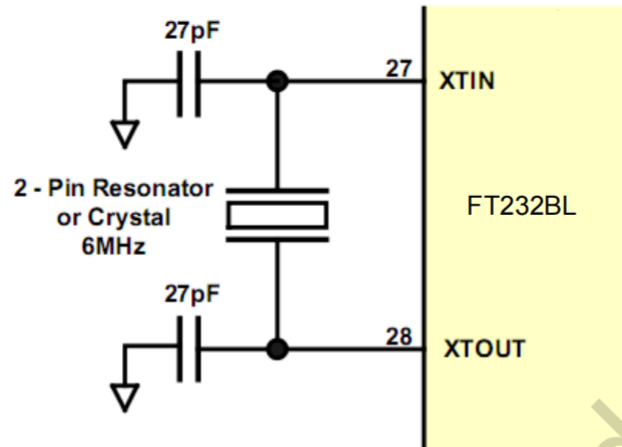 27pF
27
XTIN
2 - Pin Resonator
or Crystal
6MHz
FT232BL
27pF
28
XTOUT